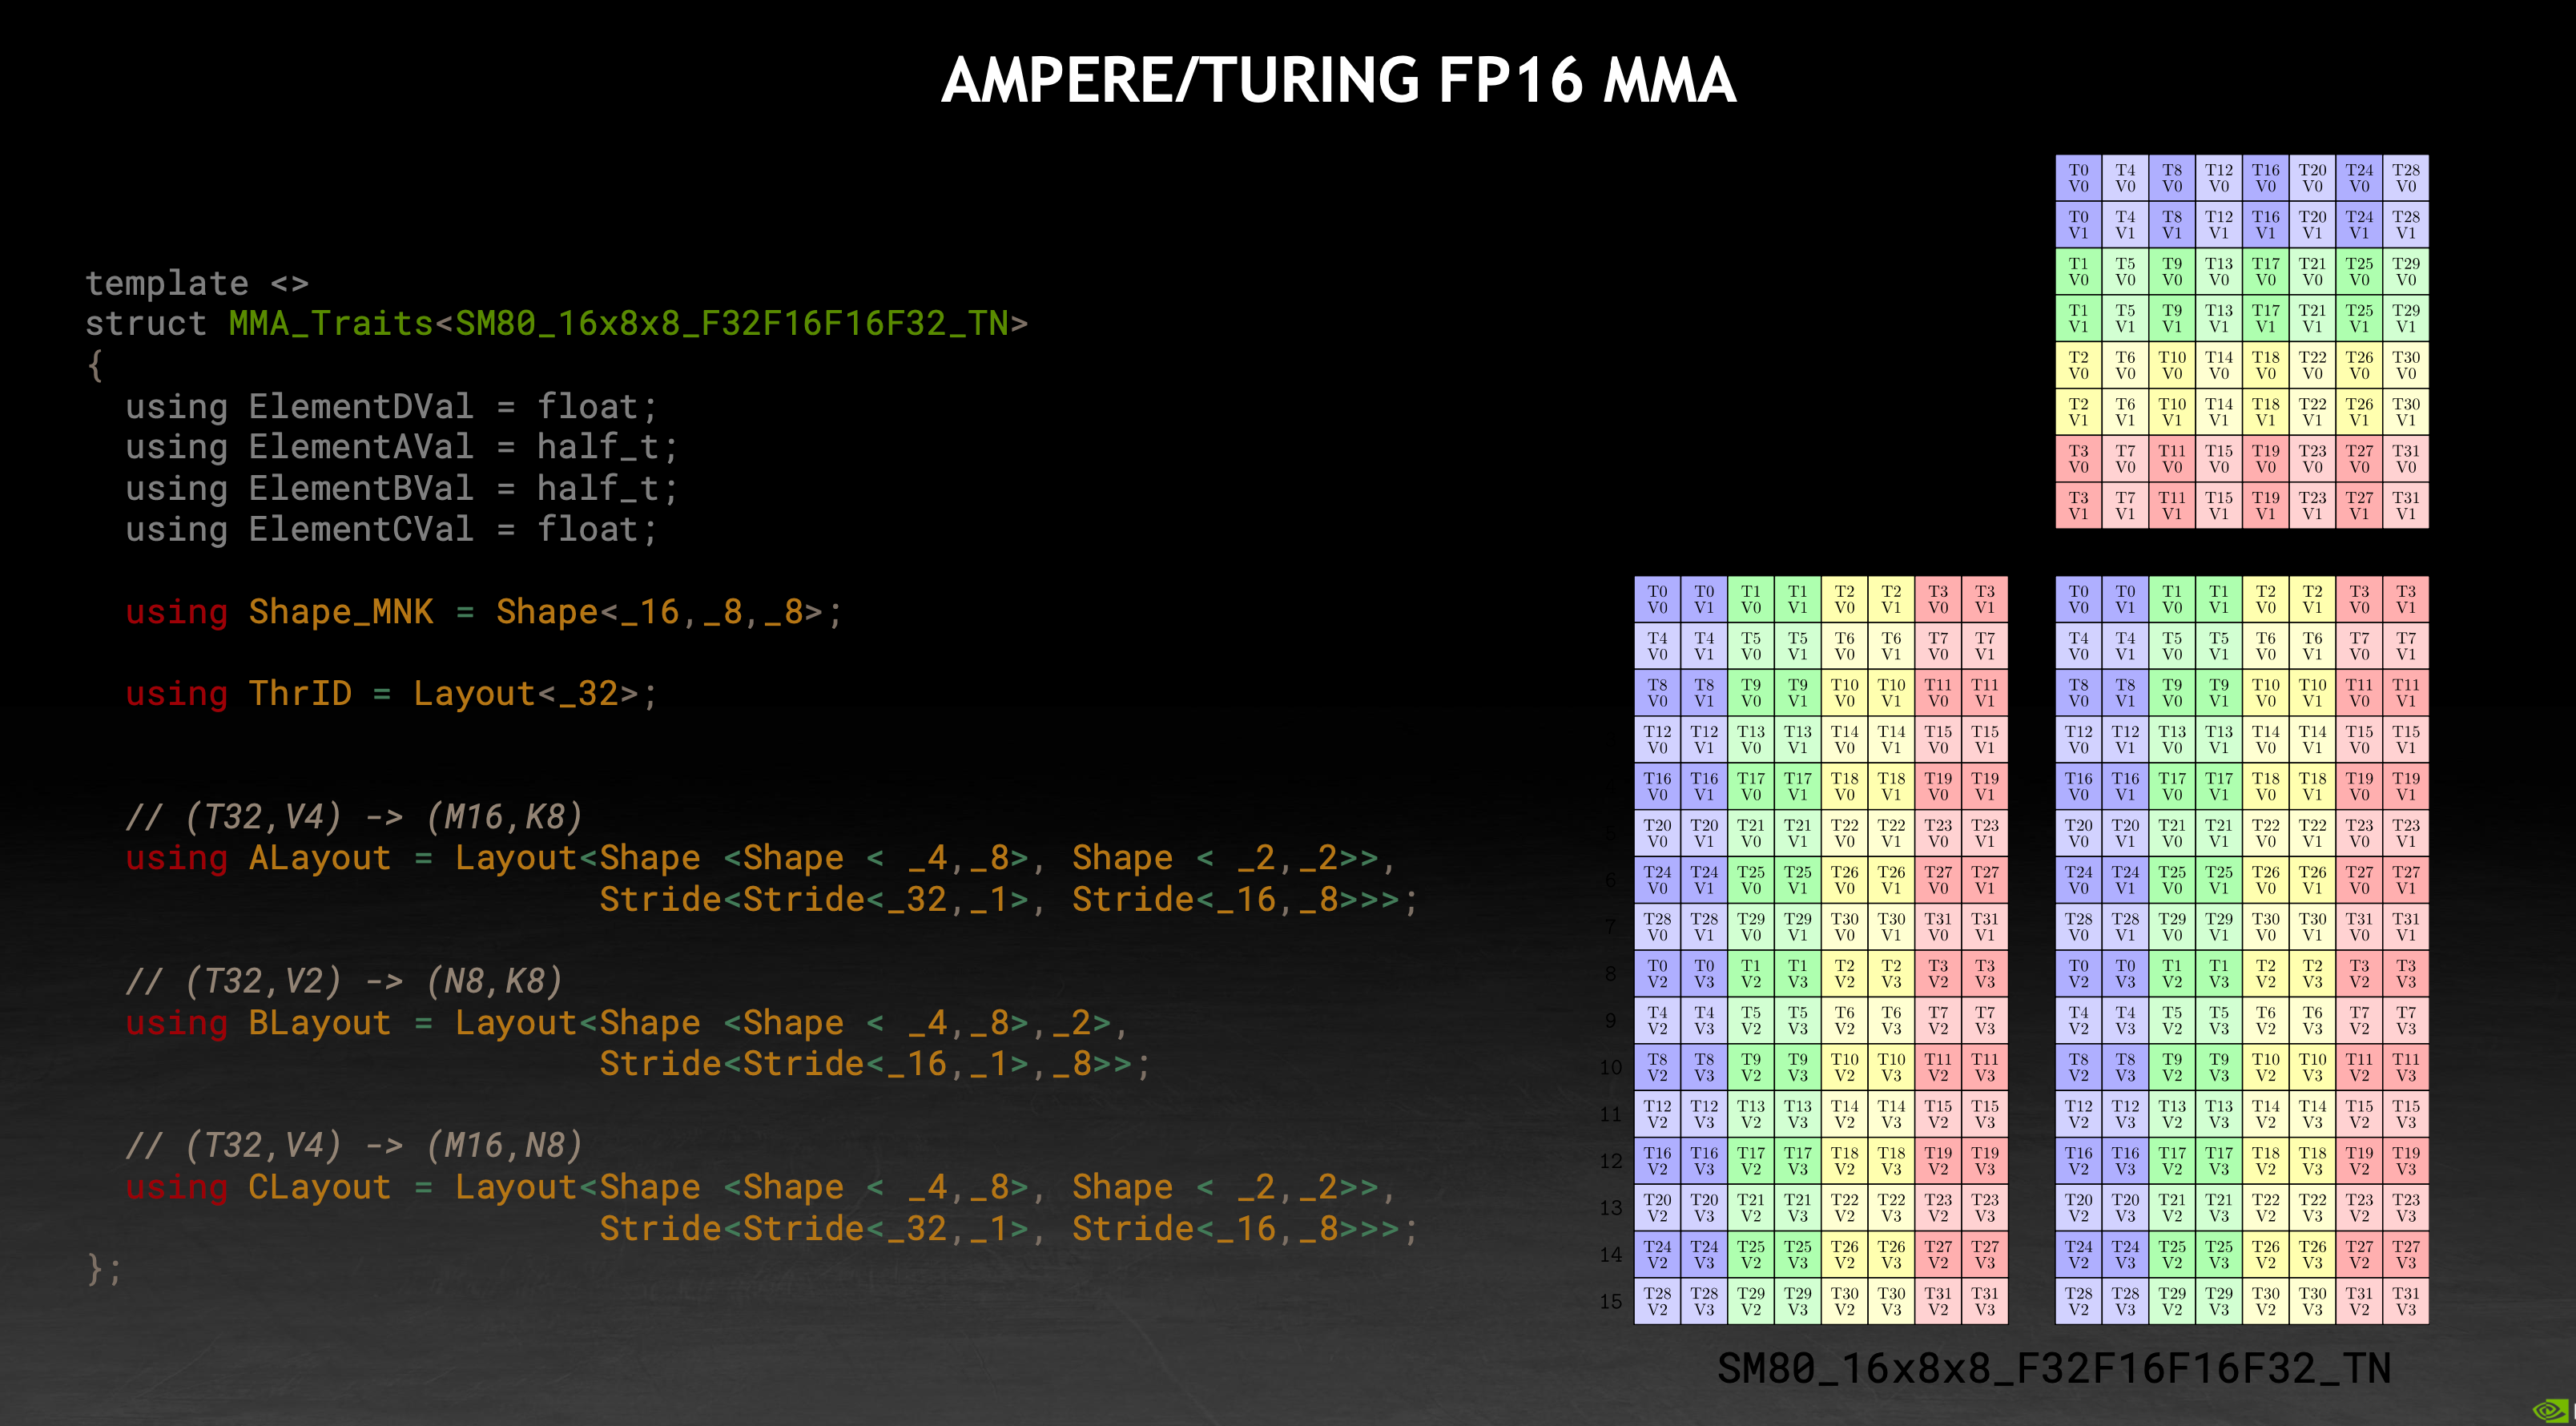 AMPERE/TURING FP16 MMA
template <>
struct MMA_Traits<SM80_16x8x8_F32F16F16F32_TN>
{
using ElementDVal = float;
using ElementAVal = half_t;
using ElementBVal = half_t;
using ElementCVal = float;
using Shape_MNK = Shape<_16,_8,_8>;
using ThrID = Layout<_32>;
// (T32,V4) -> (M16,K8)
using ALayout = Layout<Shape <Shape < _4,_8>, Shape < _2,_2>>,
Stride<Stride<_32,_1>, Stride<_16,_8>>>;
// (T32,V2) -> (N8,K8)
using BLayout = Layout<Shape <Shape < _4,_8>,_2>,
Stride<Stride<_16,_1>,_8>>;
// (T32,V4) -> (M16,N8)
using CLayout = Layout<Shape <Shape < _4,_8>, Shape < _2,_2>>,
Stride<Stride<_32,_1>, Stride<_16,_8>>>;
};
T0 T4 T8 T12 T16 T20 T24 T28
V0 V0 V0 V0 V0 V0 V0 V0
T0 T4 T8 T12 T16 T20 T24 T28
V1 V1 V1 V1 V1 V1 V1 V1
T1 T5 T9 T13 T17 T21 T25 T29
V0 V0 V0 V0 V0 V0 V0 V0
T1 T5 T9 T13 T17 T21 T25 T29
V1 V1 V1 V1 V1 V1 V1 V1
T2 T6 T10 T14 T18 T22 T26 T30
V0 V0 V0 V0 V0 V0 V0 V0
T2 T6 T10 T14 T18 T22 T26 T30
V1 V1 V1 V1 V1 V1 V1 V1
T3 T7 T11 T15 T19 T23 T27 T31
V0 V0 V0 V0 V0 V0 V0 V0
T3 T7 T11 T15 T19 T23 T27 T31
V1 V1 V1 V1 V1 V1 V1 V1
T0 T0 T1 T1 T2 T2 T3 T3 T0 T0 T1 T1 T2 T2 T3 T3
V0 V1 V0 V1 V0 V1 V0 V1 V0 V1 V0 V1 V0 V1 V0 V1
T4 T4 T5 T5 T6 T6 T7 T7 T4 T4 T5 T5 T6 T6 T7 T7
V0 V1 V0 V1 V0 V1 V0 V1 V0 V1 V0 V1 V0 V1 V0 V1
T8 T8 T9 T9 T10 T10 T11 T11 T8 T8 T9 T9 T10 T10 T11 T11
V0 V1 V0 V1 V0 V1 V0 V1 V0 V1 V0 V1 V0 V1 V0 V1
T12 T12 T13 T13 T14 T14 T15 T15 T12 T12 T13 T13 T14 T14 T15 T15
V0 V1 V0 V1 V0 V1 V0 V1 V0 V1 V0 V1 V0 V1 V0 V1
T16 T16 T17 T17 T18 T18 T19 T19 T16 T16 T17 T17 T18 T18 T19 T19
V0 V1 V0 V1 V0 V1 V0 V1 V0 V1 V0 V1 V0 V1 V0 V1
5 T20 T20 T21 T21 T22 T22 T23 T23 T20 T20 T21 T21 T22 T22 T23 T23
V0 V1 V0 V1 V0 V1 V0 V1 V0 V1 V0 V1 V0 V1 V0 V1
6 T24 T24 T25 T25 T26 T26 T27 T27 T24 T24 T25 T25 T26 T26 T27 T27
V0 V1 V0 V1 V0 V1 V0 V1 V0 V1 V0 V1 V0 V1 V0 V1
7 T28 T28 T29 T29 T30 T30 T31 T31 T28 T28 T29 T29 T30 T30 T31 T31
V0 V1 V0 V1 V0 V1 V0 V1 V0 V1 V0 V1 V0 V1 V0 V1
8 T0 T0 T1 T1 T2 T2 T3 T3 T0 T0 T1 T1 T2 T2 T3 T3
V2 V3 V2 V3 V2 V3 V2 V3 V2 V3 V2 V3 V2 V3 V2 V3
9 T4 T4 T5 T5 T6 T6 T7 T7 T4 T4 T5 T5 T6 T6 T7 T7
V2 V3 V2 V3 V2 V3 V2 V3 V2 V3 V2 V3 V2 V3 V2 V3
10 T8 T8 T9 T9 T10 T10 T11 T11 T8 T8 T9 T9 T10 T10 T11 T11
V2 V3 V2 V3 V2 V3 V2 V3 V2 V3 V2 V3 V2 V3 V2 V3
11 T12 T12 T13 T13 T14 T14 T15 T15 T12 T12 T13 T13 T14 T14 T15 T15
V2 V3 V2 V3 V2 V3 V2 V3 V2 V3 V2 V3 V2 V3 V2 V3
12 T16 T16 T17 T17 T18 T18 T19 T19 T16 T16 T17 T17 T18 T18 T19 T19
V2 V3 V2 V3 V2 V3 V2 V3 V2 V3 V2 V3 V2 V3 V2 V3
13 T20 T20 T21 T21 T22 T22 T23 T23 T20 T20 T21 T21 T22 T22 T23 T23
V2 V3 V2 V3 V2 V3 V2 V3 V2 V3 V2 V3 V2 V3 V2 V3
14 T24 T24 T25 T25 T26 T26 T27 T27 T24 T24 T25 T25 T26 T26 T27 T27
V2 V3 V2 V3 V2 V3 V2 V3 V2 V3 V2 V3 V2 V3 V2 V3
15 T28 T28 T29 T29 T30 T30 T31 T31 T28 T28 T29 T29 T30 T30 T31 T31
V2 V3 V2 V3 V2 V3 V2 V3 V2 V3 V2 V3 V2 V3 V2 V3
SM80_16x8x8_F32F16F16F32_TN